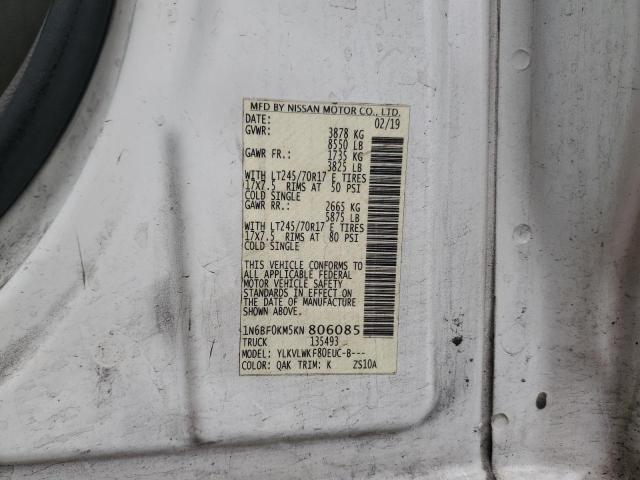 MFD BY NISSAN MOTOR CO., LTD.
DATE: 02/19
GVWR: 3878 KG
8550 LB
GAWR FR.: 1735 KG
3825 LB
WITH LT245/70R17 E TIRES
17X7.5 RIMS AT 50 PSI
COLD SINGLE
GAWR RR.: 2665 KG
5875 LB
WITH LT245/70R17 E TIRES
17X7.5 RIMS AT 80 PSI
COLD SINGLE
THIS VEHICLE CONFORMS TO
ALL APPLICABLE FEDERAL
MOTOR VEHICLE SAFETY
STANDARDS IN EFFECT ON
THE DATE OF MANUFACTURE
SHOWN ABOVE.
1N6BF0KM5KN 806085
TRUCK 135493
MODEL: YLKVLWKF80EUC-B---
COLOR: QAK TRIM: K ZS10A